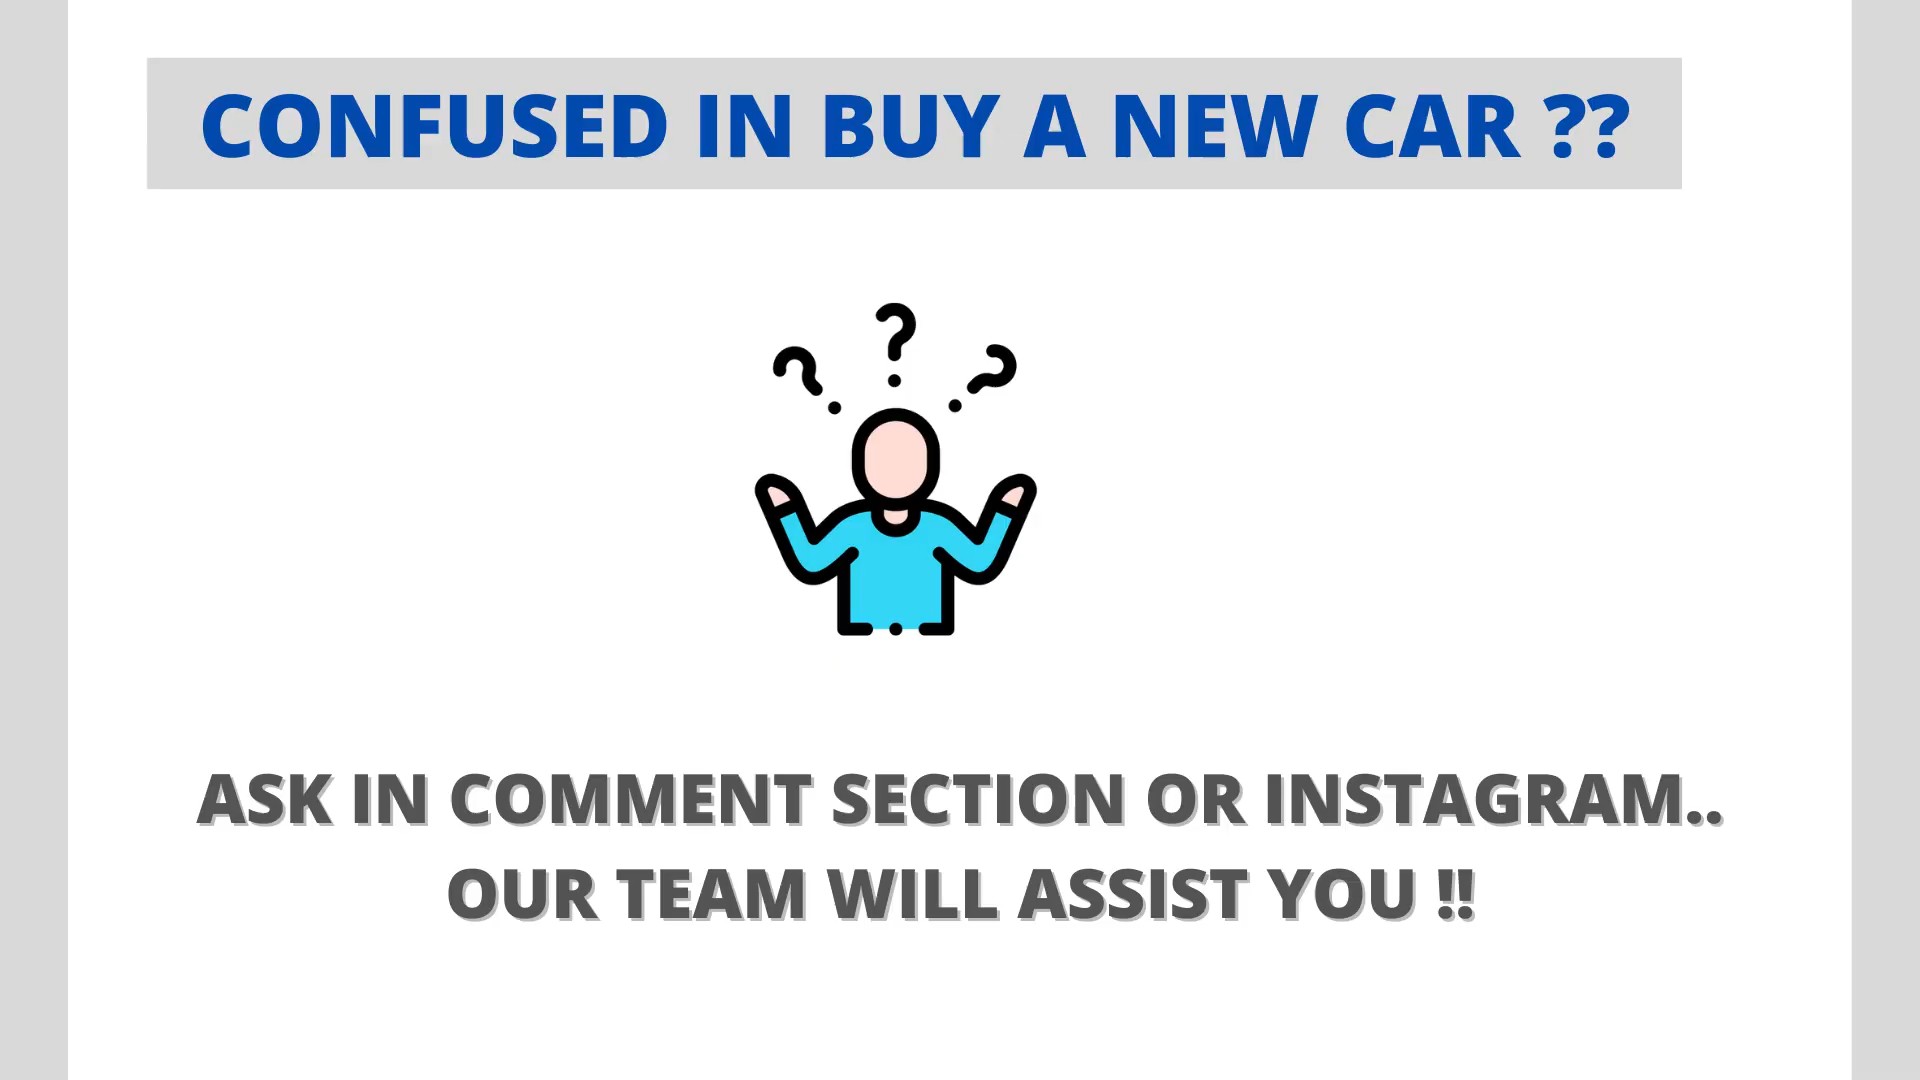 CONFUSED IN BUY A NEW CAR ??
ASK IN COMMENT SECTION OR INSTAGRAM..
OUR TEAM WILL ASSIST YOU !!